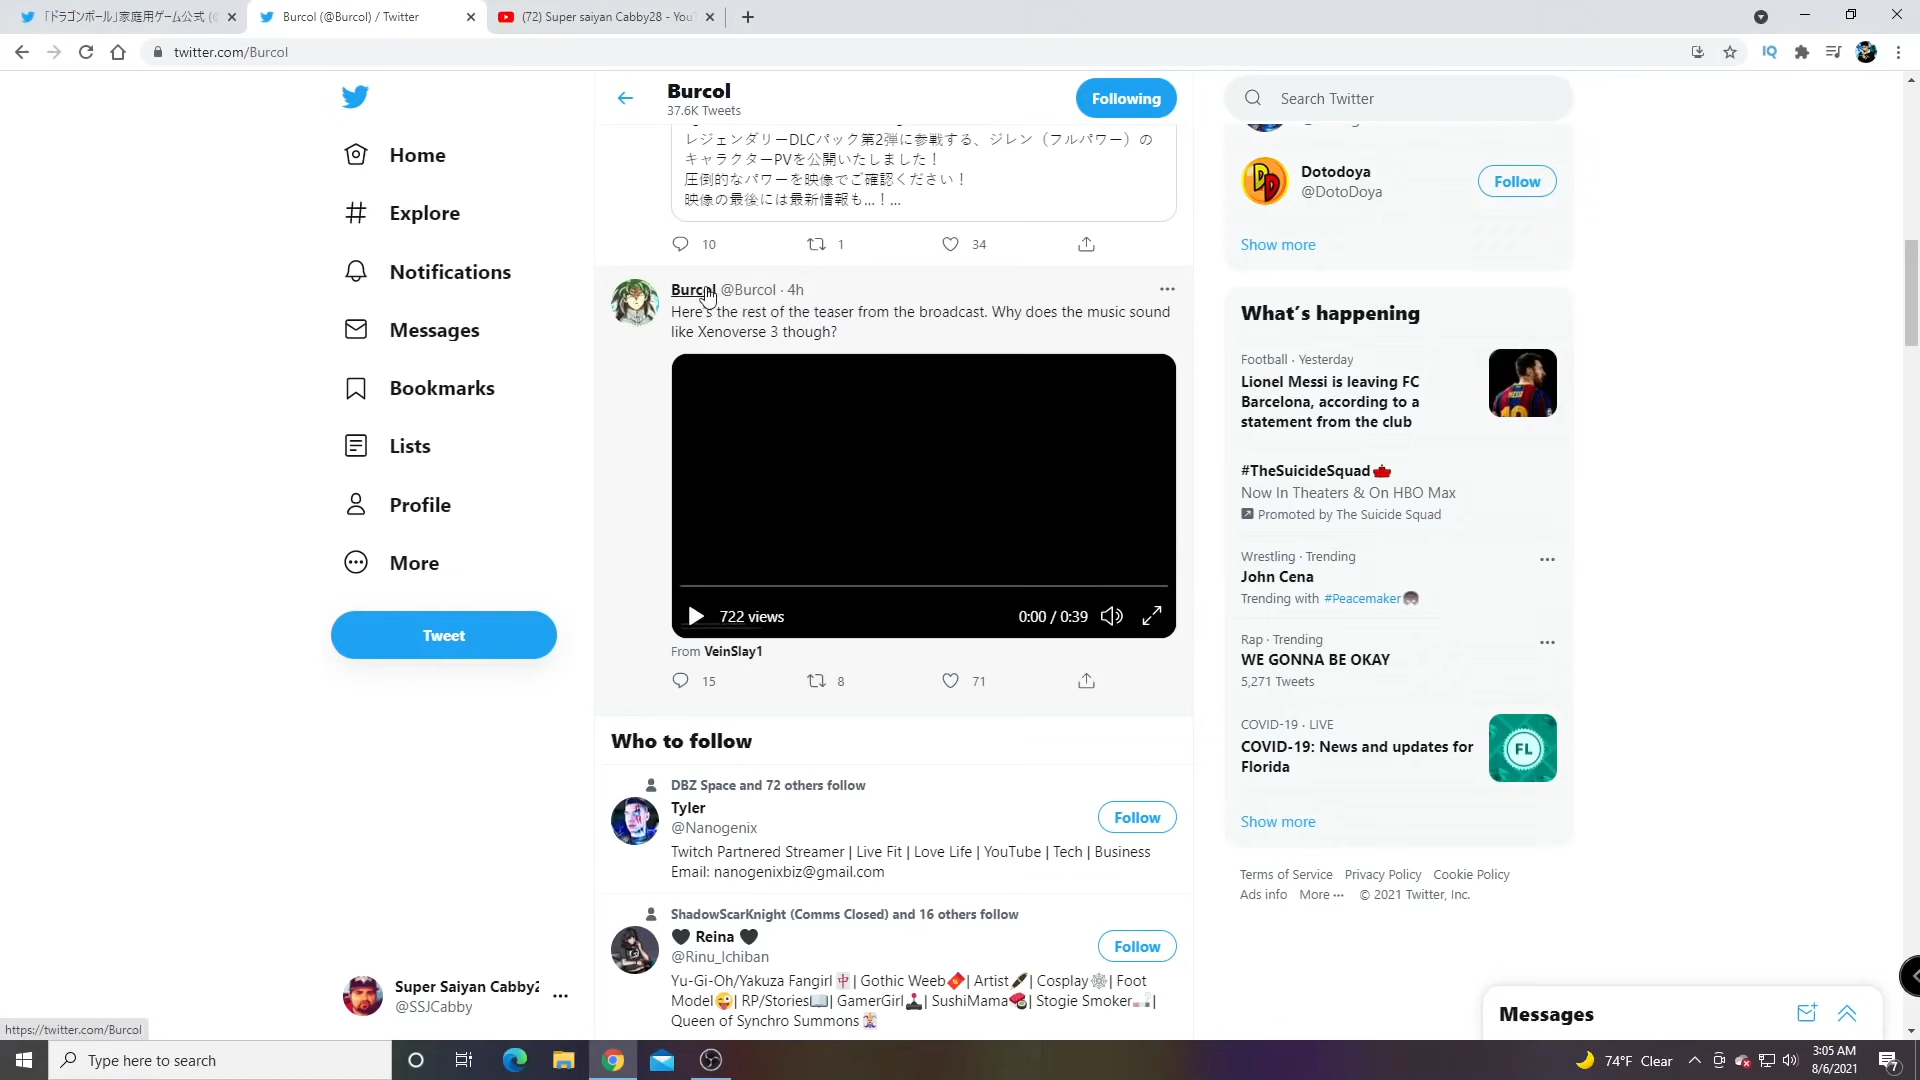 「ドラゴンボール」家庭用ゲーム公式
Burcol (@Burcol) / Twitter
(72) Super saiyan Cabby28 - You
twitter.com/Burcol
IQ
Home
Explore
Notifications
Messages
Bookmarks
Lists
Profile
More
Tweet
Super Saiyan Cabby2
@SSJCabby
https://twitter.com/Burcol
Burcol
37.6K Tweets
Following
レジェンダリーDLCパック第2弾に参戦する、ジレン（フルパワー）の
キャラクターPVを公開いたしました！
圧倒的なパワーを映像でご確認ください！
映像の最後には最新情報も...！...
10 1 34
Burcol @Burcol · 4h
Here's the rest of the teaser from the broadcast. Why does the music sound
like Xenoverse 3 though?
722 views 0:00 / 0:39
From VeinSlay1
15 8 71
Who to follow
DBZ Space and 72 others follow
Tyler
@Nanogenix
Follow
Twitch Partnered Streamer | Live Fit | Love Life | YouTube | Tech | Business
Email: nanogenixbiz@gmail.com
ShadowScarKnight (Comms Closed) and 16 others follow
🖤 Reina 🖤
@Rinu_Ichiban
Follow
Yu-Gi-Oh/Yakuza Fangirl🀄| Gothic Weeb🧧| Artist🖋| Cosplay🕸| Foot
Model😜| RP/Stories📖| GamerGirl🕹| SushiMama🍣| Stogie Smoker🚬|
Queen of Synchro Summons👸
Search Twitter
Dotodoya
@DotoDoya
Follow
Show more
What's happening
Football · Yesterday
Lionel Messi is leaving FC
Barcelona, according to a
statement from the club
#TheSuicideSquad
Now In Theaters & On HBO Max
Promoted by The Suicide Squad
Wrestling · Trending
John Cena
Trending with #Peacemaker
Rap · Trending
WE GONNA BE OKAY
5,271 Tweets
COVID-19 · LIVE
COVID-19: News and updates for
Florida
FL
Show more
Terms of Service Privacy Policy Cookie Policy
Ads info More ··· © 2021 Twitter, Inc.
Messages
Type here to search
74°F Clear
3:05 AM
8/6/2021
7